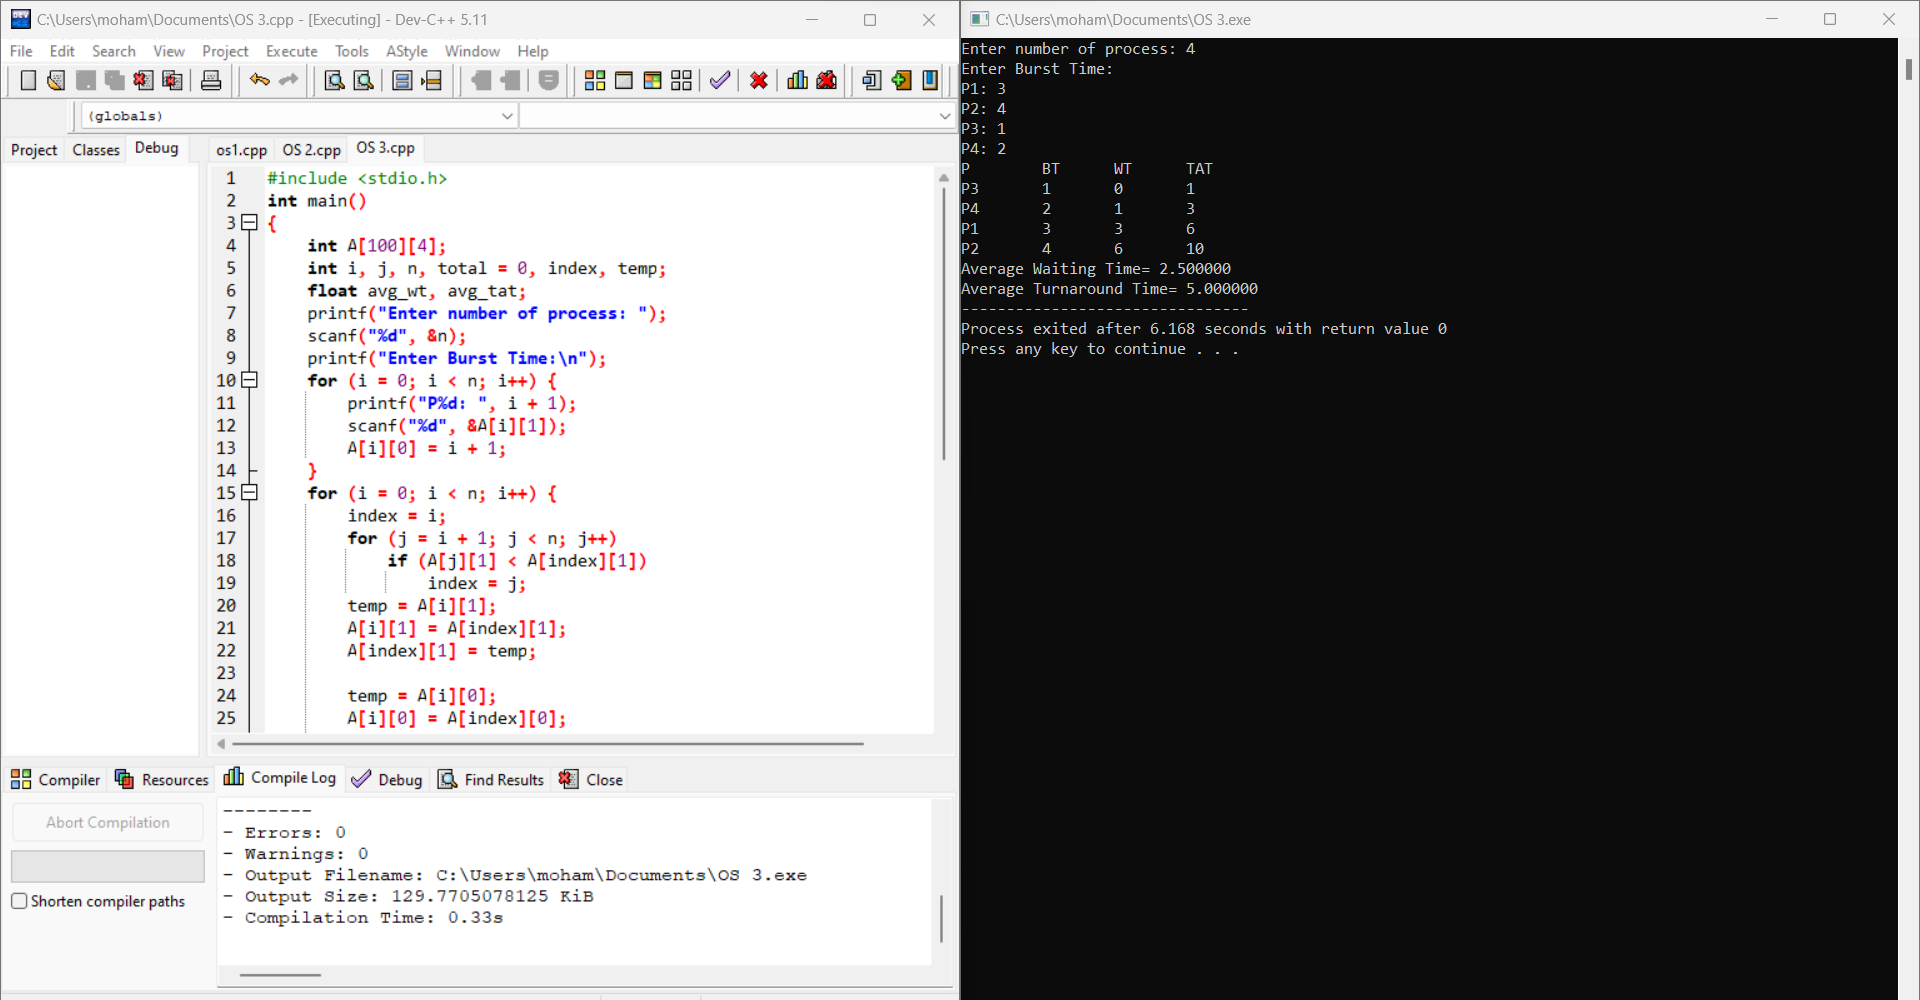 C:\Users\moham\Documents\OS 3.cpp - [Executing] - Dev-C++ 5.11
File Edit Search View Project Execute Tools AStyle Window Help
(globals)
Project Classes Debug
os1.cpp OS 2.cpp OS 3.cpp
1 #include <stdio.h>
2 int main()
3 {
4 int A[100][4];
5 int i, j, n, total = 0, index, temp;
6 float avg_wt, avg_tat;
7 printf("Enter number of process: ");
8 scanf("%d", &n);
9 printf("Enter Burst Time:\n");
10 for (i = 0; i < n; i++) {
11 printf("P%d: ", i + 1);
12 scanf("%d", &A[i][1]);
13 A[i][0] = i + 1;
14 }
15 for (i = 0; i < n; i++) {
16 index = i;
17 for (j = i + 1; j < n; j++)
18 if (A[j][1] < A[index][1])
19 index = j;
20 temp = A[i][1];
21 A[i][1] = A[index][1];
22 A[index][1] = temp;
23
24 temp = A[i][0];
25 A[i][0] = A[index][0];
Compiler Resources Compile Log Debug Find Results Close
Abort Compilation
Shorten compiler paths
--------
- Errors: 0
- Warnings: 0
- Output Filename: C:\Users\moham\Documents\OS 3.exe
- Output Size: 129.7705078125 KiB
- Compilation Time: 0.33s
C:\Users\moham\Documents\OS 3.exe
Enter number of process: 4
Enter Burst Time:
P1: 3
P2: 4
P3: 1
P4: 2
P BT WT TAT
P3 1 0 1
P4 2 1 3
P1 3 3 6
P2 4 6 10
Average Waiting Time= 2.500000
Average Turnaround Time= 5.000000
--------------------------------
Process exited after 6.168 seconds with return value 0
Press any key to continue . . .